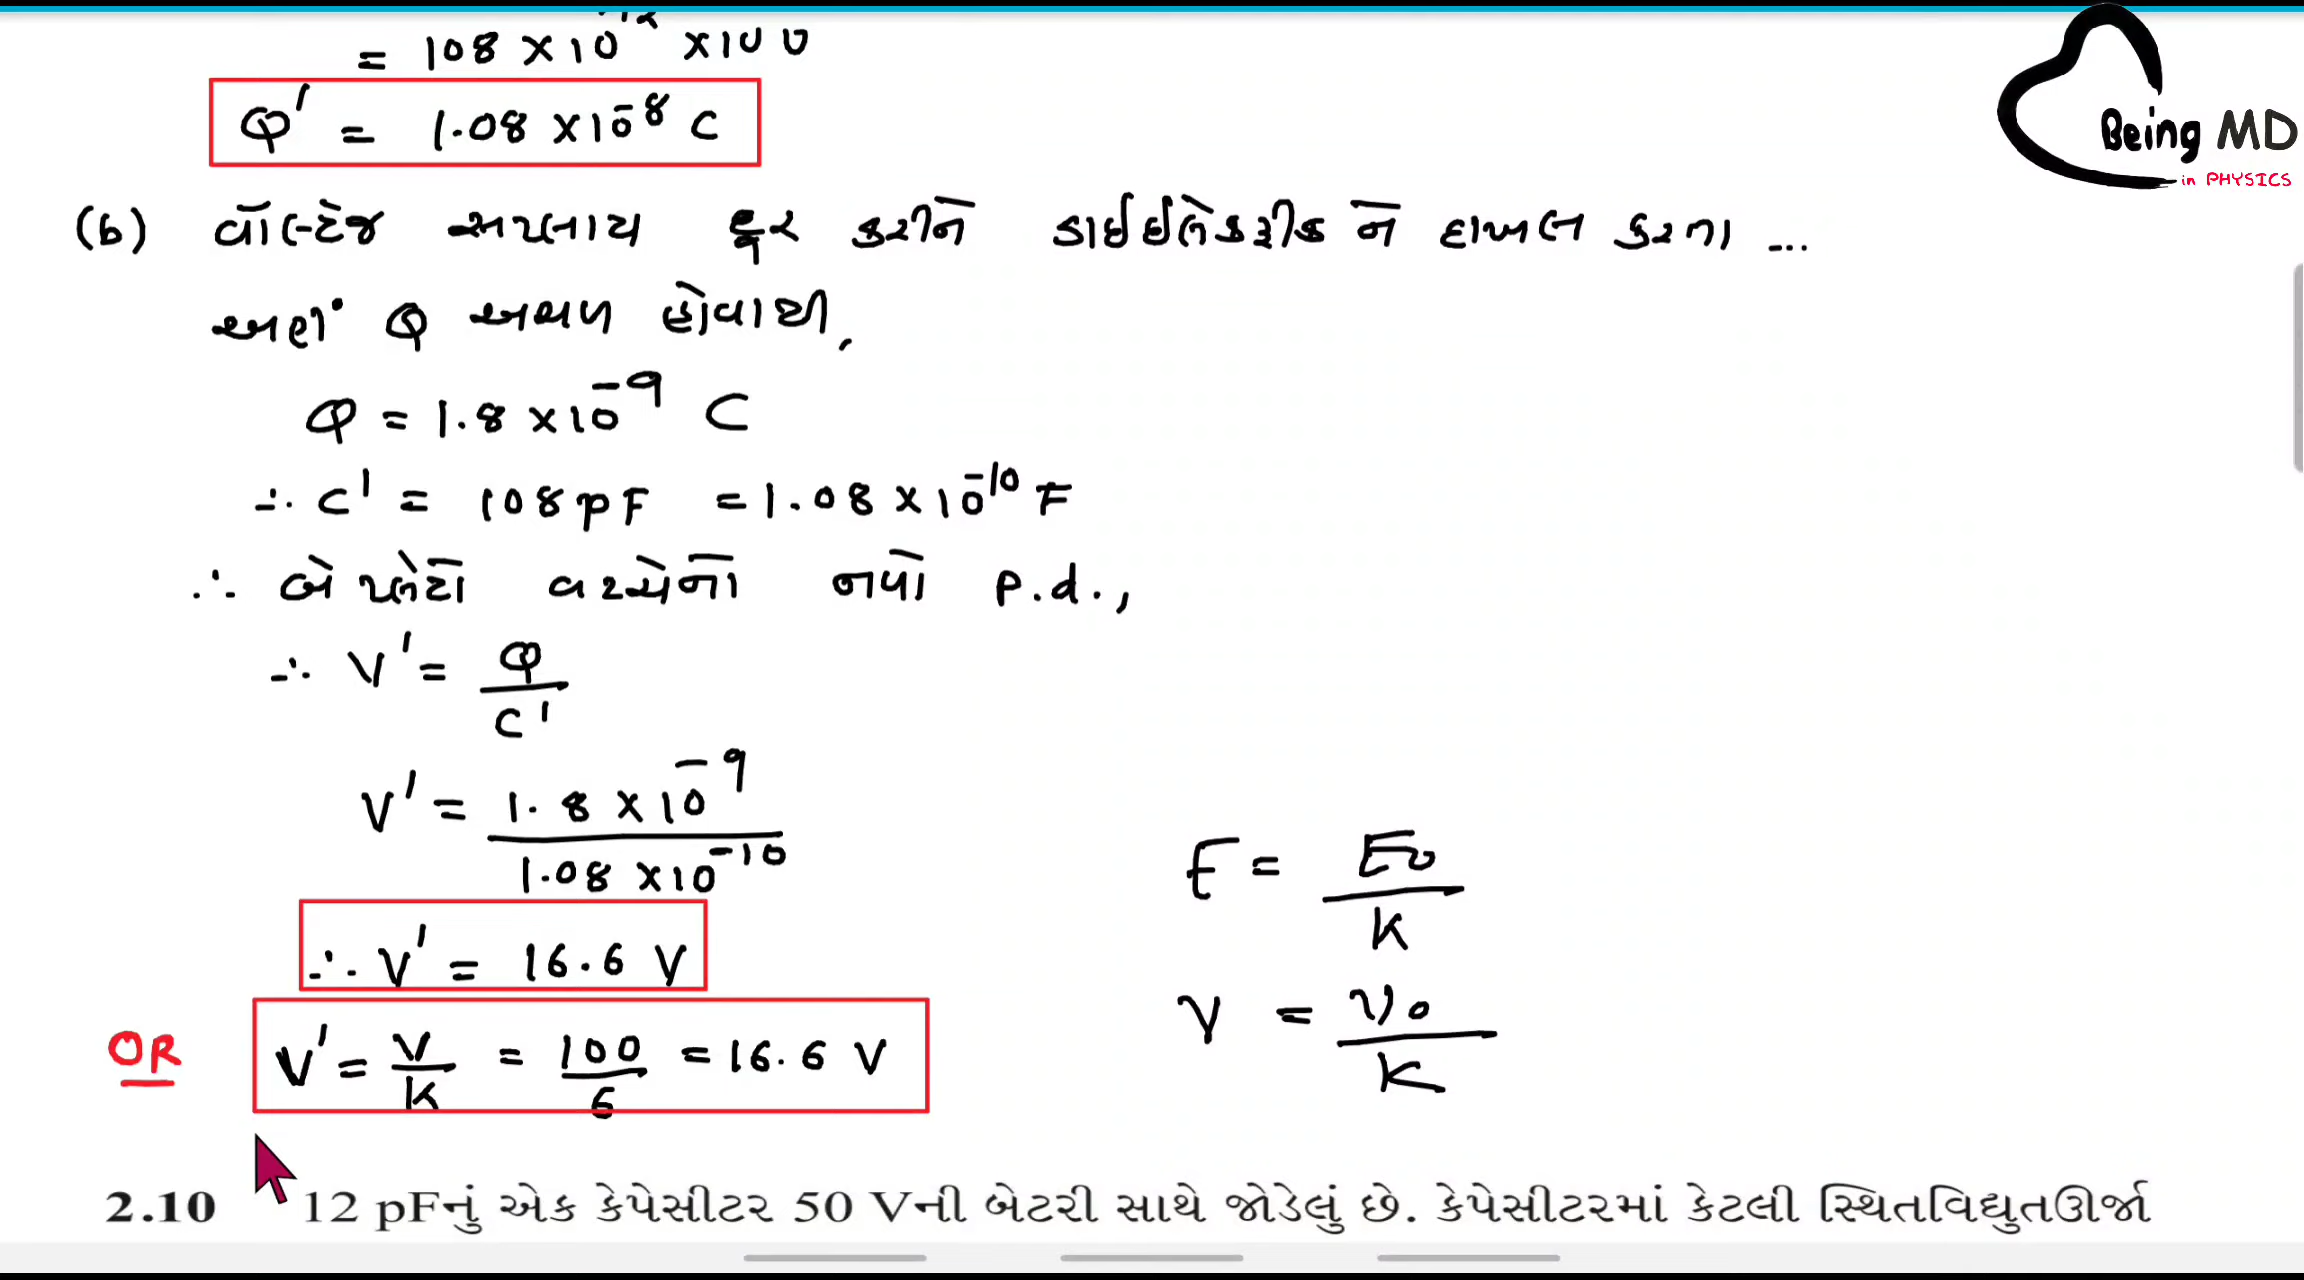 = 108 × 10⁻¹² × 100
Q' = 1.08 × 10⁻⁸ C
Being MD
in PHYSICS
(b) વૉલ્ટેજ સપ્લાય દૂર કરીને ડાઇઇલેક્ટ્રીક ને દાખલ કરતા ...
અહીં Q અચળ હોવાથી,
Q = 1.8 × 10⁻⁹ C
∴ C' = 108 pF = 1.08 × 10⁻¹⁰ F
∴ બે પ્લેટો વચ્ચેનો નવો p.d.,
∴ V' = Q / C'
V' = 1.8 × 10⁻⁹ / 1.08 × 10⁻¹⁰
∴ V' = 16.6 V
OR V' = V / K = 100 / 6 = 16.6 V
E = E₀ / K
V = V₀ / K
2.10 12 pFનું એક કેપેસીટર 50 Vની બેટરી સાથે જોડેલું છે. કેપેસીટરમાં કેટલી સ્થિતવિદ્યુતઊર્જા